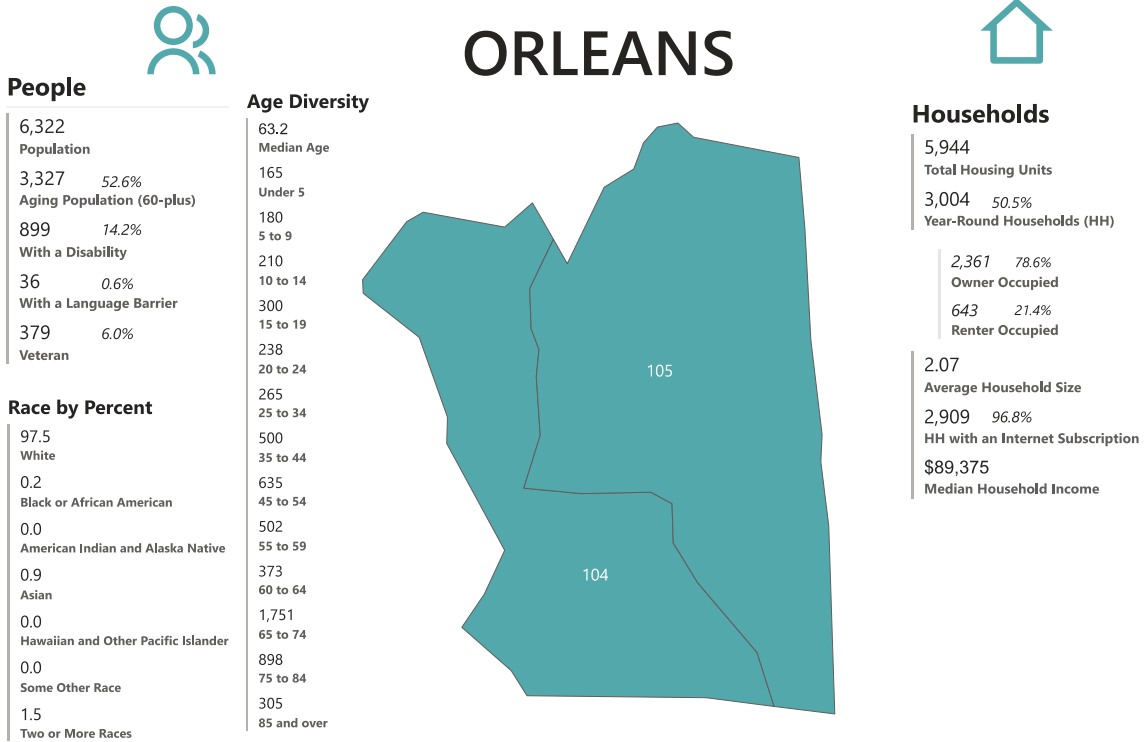 ORLEANS
People
6,322
Population
3,327 52.6%
Aging Population (60-plus)
899 14.2%
With a Disability
36 0.6%
With a Language Barrier
379 6.0%
Veteran
Race by Percent
97.5
White
0.2
Black or African American
0.0
American Indian and Alaska Native
0.9
Asian
0.0
Hawaiian and Other Pacific Islander
0.0
Some Other Race
1.5
Two or More Races
Age Diversity
63.2
Median Age
165
Under 5
180
5 to 9
210
10 to 14
300
15 to 19
238
20 to 24
265
25 to 34
500
35 to 44
635
45 to 54
502
55 to 59
373
60 to 64
1,751
65 to 74
898
75 to 84
305
85 and over
105
104
Households
5,944
Total Housing Units
3,004 50.5%
Year-Round Households (HH)
2,361 78.6%
Owner Occupied
643 21.4%
Renter Occupied
2.07
Average Household Size
2,909 96.8%
HH with an Internet Subscription
$89,375
Median Household Income